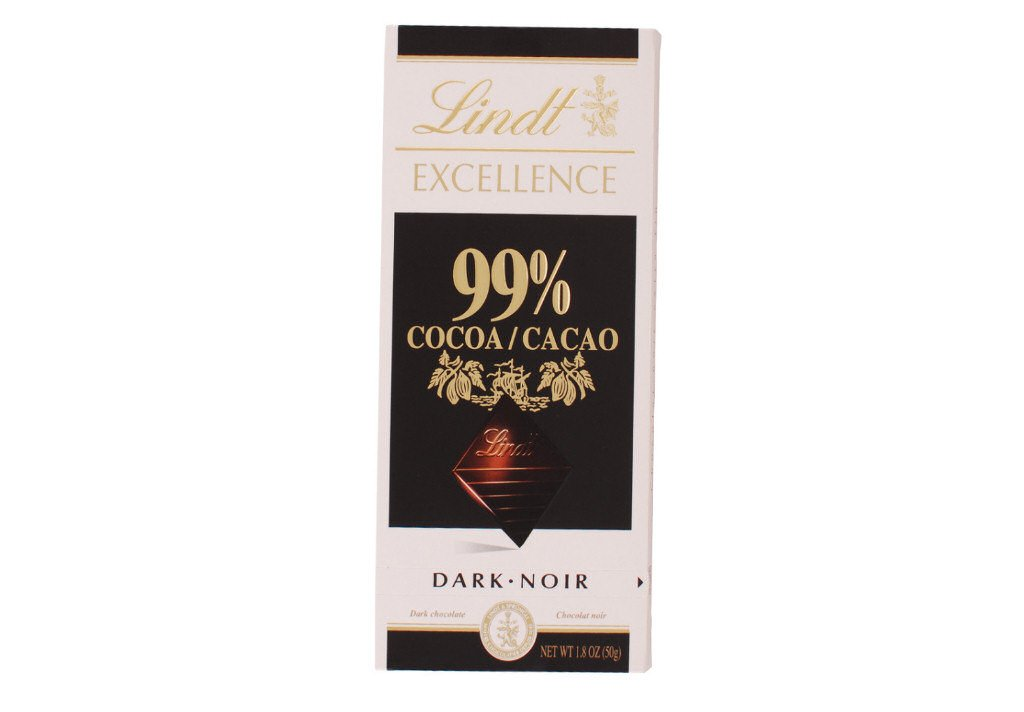 Lindt
EXCELLENCE
99%
COCOA / CACAO
Lindt
DARK·NOIR
Dark chocolate
Chocolat noir
NET WT 1.8 OZ (50g)